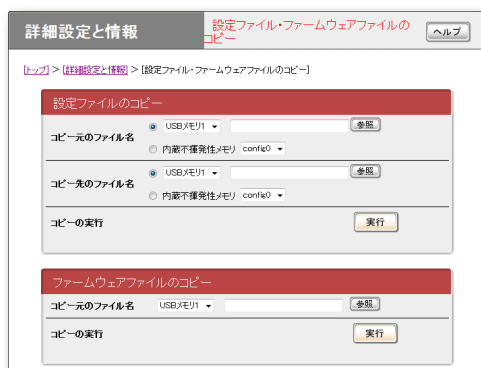 詳細設定と情報
設定ファイル・ファームウェアファイルの
コピー
ヘルプ
[トップ] > [詳細設定と情報] > [設定ファイル・ファームウェアファイルのコピー]
設定ファイルのコピー
コピー元のファイル名 USBメモリ1 参照
内蔵不揮発性メモリ config0
コピー先のファイル名 USBメモリ1 参照
内蔵不揮発性メモリ config0
コピーの実行 実行
ファームウェアファイルのコピー
コピー元のファイル名 USBメモリ1 参照
コピーの実行 実行